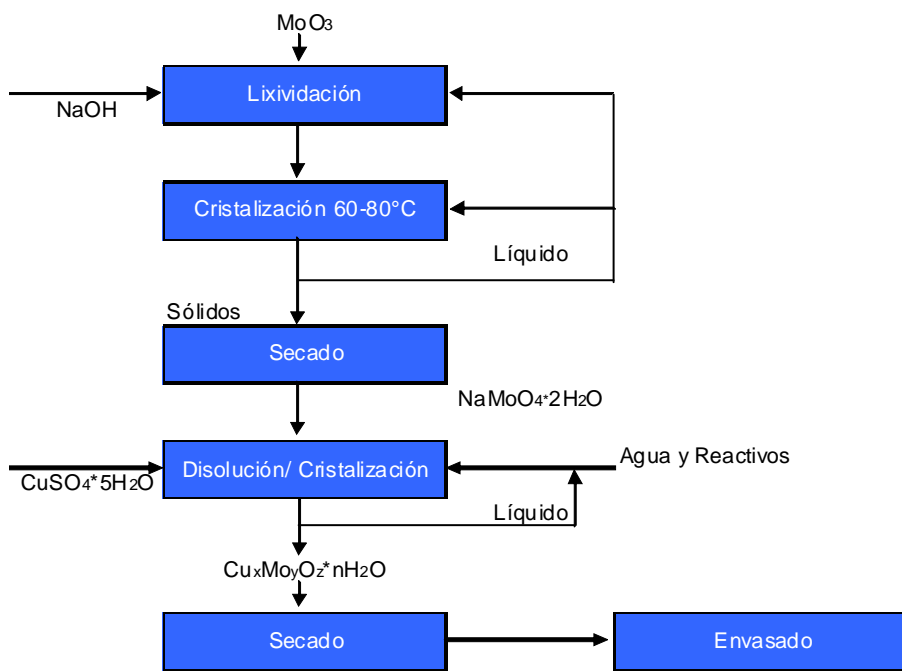 MoO₃
Lixividación
NaOH
Cristalización 60-80°C
Líquido
Sólidos
Secado
NaMoO₄*2H₂O
Disolución/ Cristalización
Agua y Reactivos
CuSO₄*5H₂O
Líquido
CuₓMoᵧO𝓏*nH₂O
Secado
Envasado